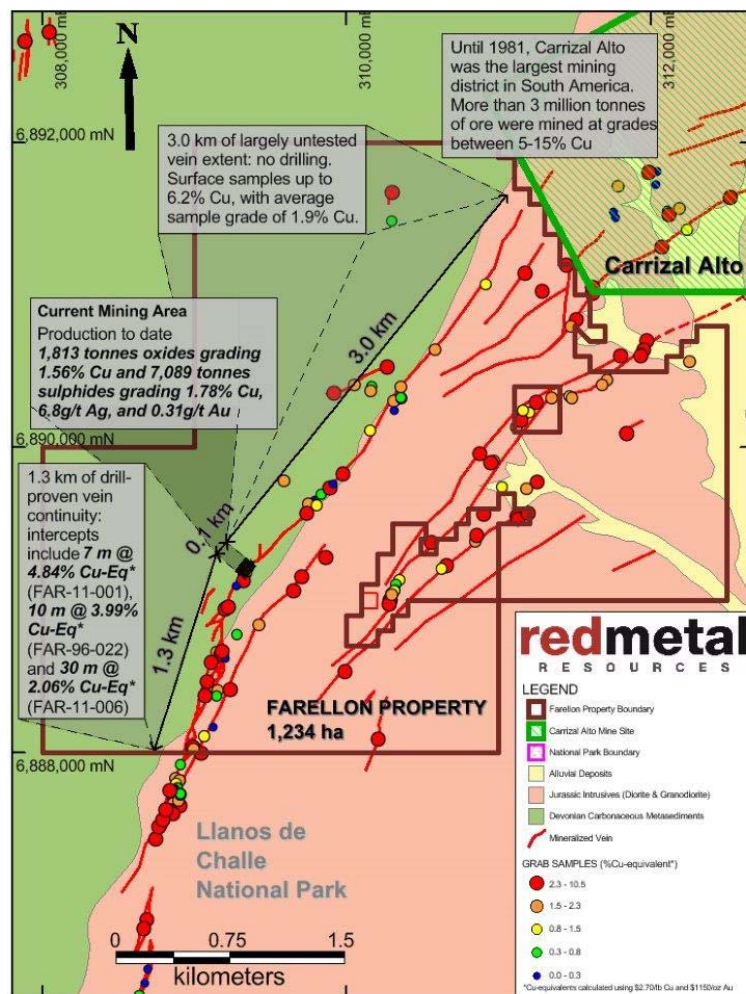 308,000 mE
310,000 mE
312,000 mE
N
Until 1981, Carrizal Alto
was the largest mining
district in South America.
More than 3 million tonnes
of ore were mined at grades
between 5-15% Cu
6,892,000 mN
3.0 km of largely untested
vein extent: no drilling.
Surface samples up to
6.2% Cu, with average
sample grade of 1.9% Cu.
Carrizal Alto
Current Mining Area
Production to date
1,813 tonnes oxides grading
1.56% Cu and 7,089 tonnes
sulphides grading 1.78% Cu,
6.8g/t Ag, and 0.31g/t Au
3.0 km
6,890,000 mN
1.3 km of drill-
proven vein
continuity:
intercepts
include 7 m @
4.84% Cu-Eq*
(FAR-11-001),
10 m @ 3.99%
Cu-Eq*
(FAR-96-022)
and 30 m @
2.06% Cu-Eq*
(FAR-11-006)
0.1 km
1.3 km
FARELLON PROPERTY
1,234 ha
6,888,000 mN
Llanos de
Challe
National Park
0 0.75 1.5
kilometers
redmetal
RESOURCES
LEGEND
Farellon Property Boundary
Carrizal Alto Mine Site
National Park Boundary
Alluvial Deposits
Jurassic Intrusives (Diorite & Granodiorite)
Devonian Carbonaceous Metasediments
Mineralized Vein
GRAB SAMPLES (%Cu-equivalent*)
2.3 - 10.5
1.5 - 2.3
0.8 - 1.5
0.3 - 0.8
0.0 - 0.3
*Cu-equivalents calculated using $2.70/lb Cu and $1150/oz Au